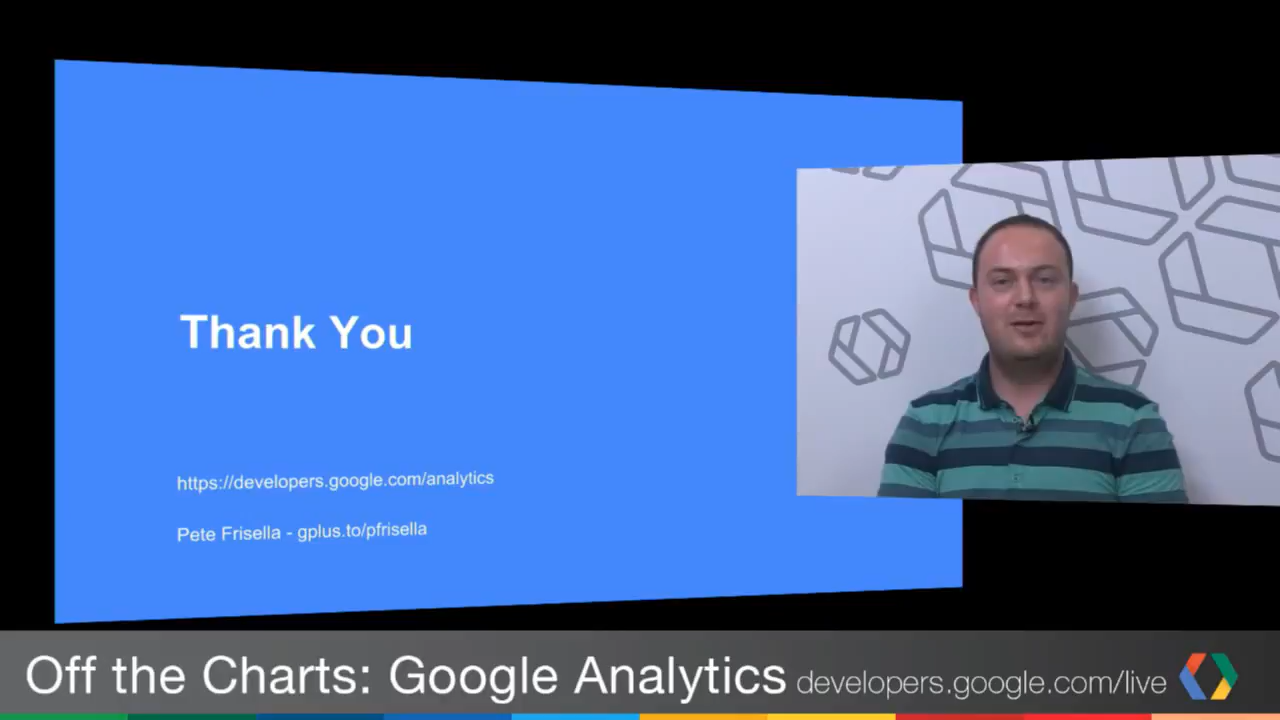 Thank You
https://developers.google.com/analytics
Pete Frisella - gplus.to/pfrisella
Off the Charts: Google Analytics developers.google.com/live